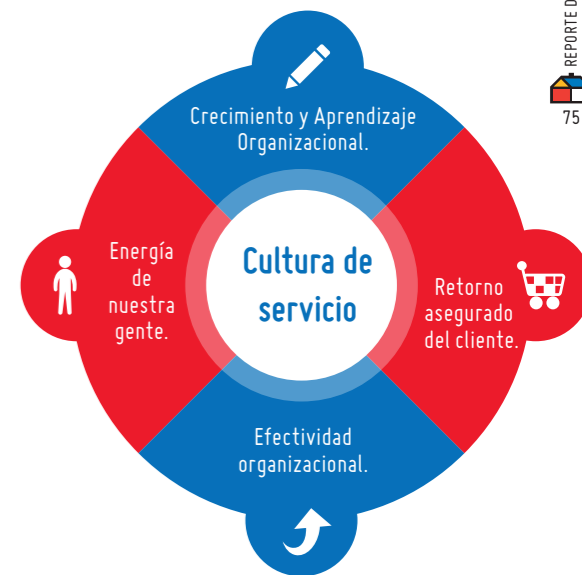 REPORTE
75
Crecimiento y Aprendizaje
Organizacional.
Energía
de
nuestra
gente.
Cultura de
servicio
Retorno
asegurado
del cliente.
Efectividad
organizacional.